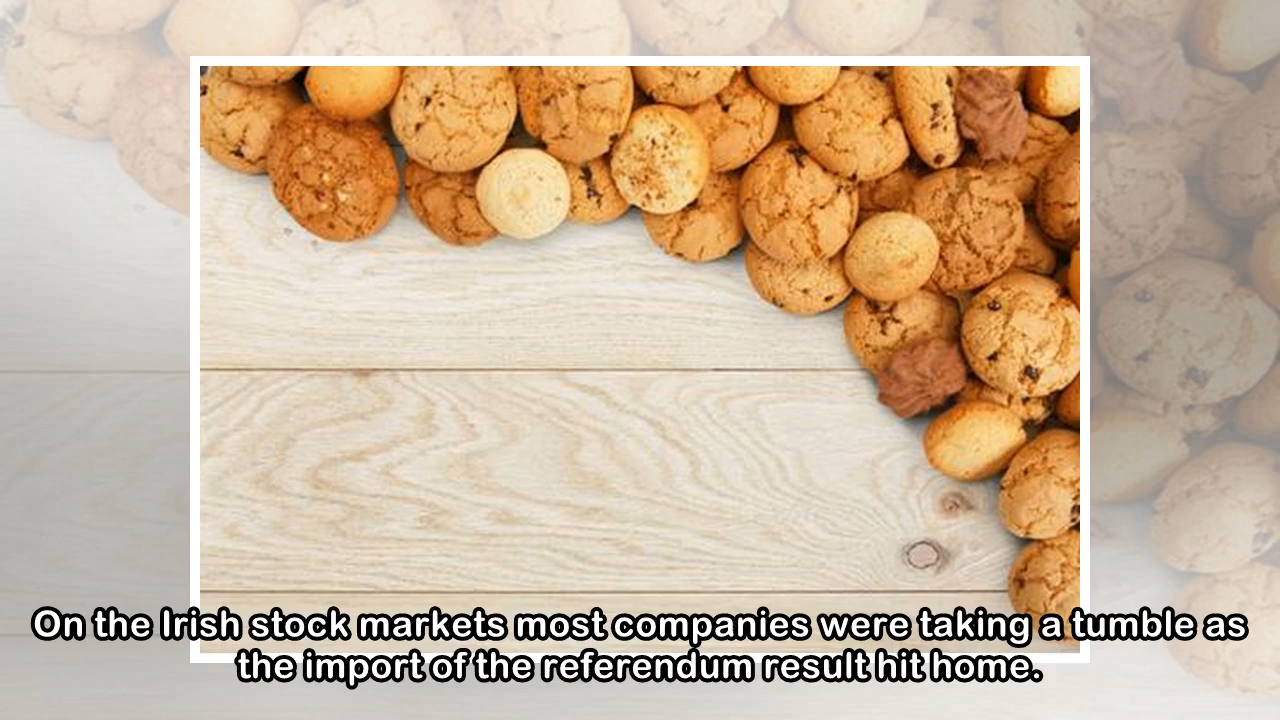 On the Irish stock markets most companies were taking a tumble as
the import of the referendum result hit home.